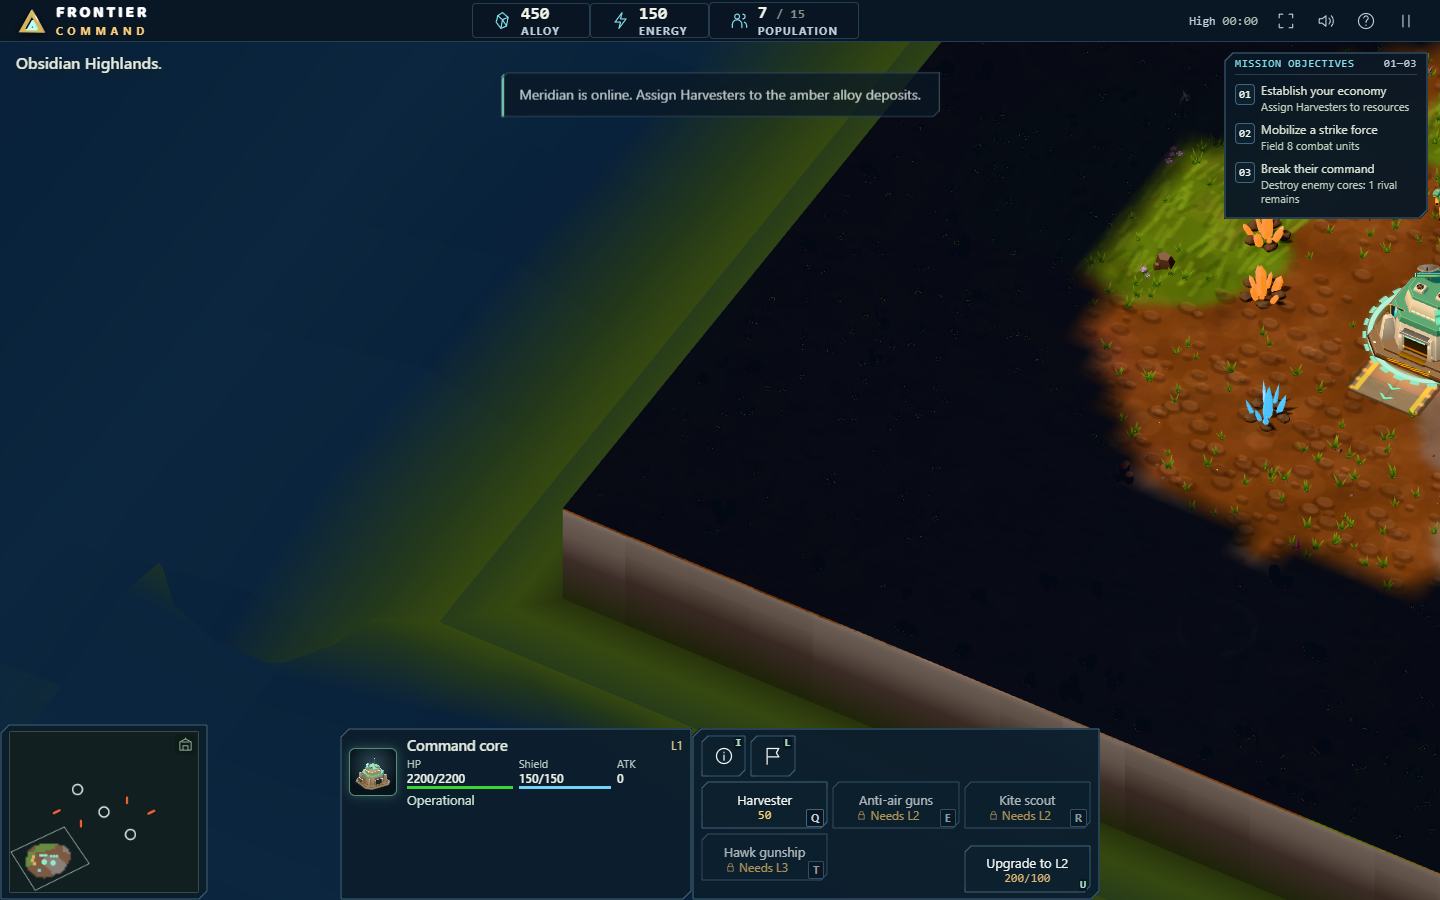 FRONTIER
COMMAND
450
ALLOY
150
ENERGY
7 / 15
POPULATION
High 00:00
Obsidian Highlands.
Meridian is online. Assign Harvesters to the amber alloy deposits.
MISSION OBJECTIVES 01—03
01 Establish your economy
Assign Harvesters to resources
02 Mobilize a strike force
Field 8 combat units
03 Break their command
Destroy enemy cores: 1 rival
remains
Command core L1
HP Shield ATK
2200/2200 150/150 0
Operational
I L
Harvester
50
Q
Anti-air guns
Needs L2
E
Kite scout
Needs L2
R
Hawk gunship
Needs L3
T
Upgrade to L2
200/100
U